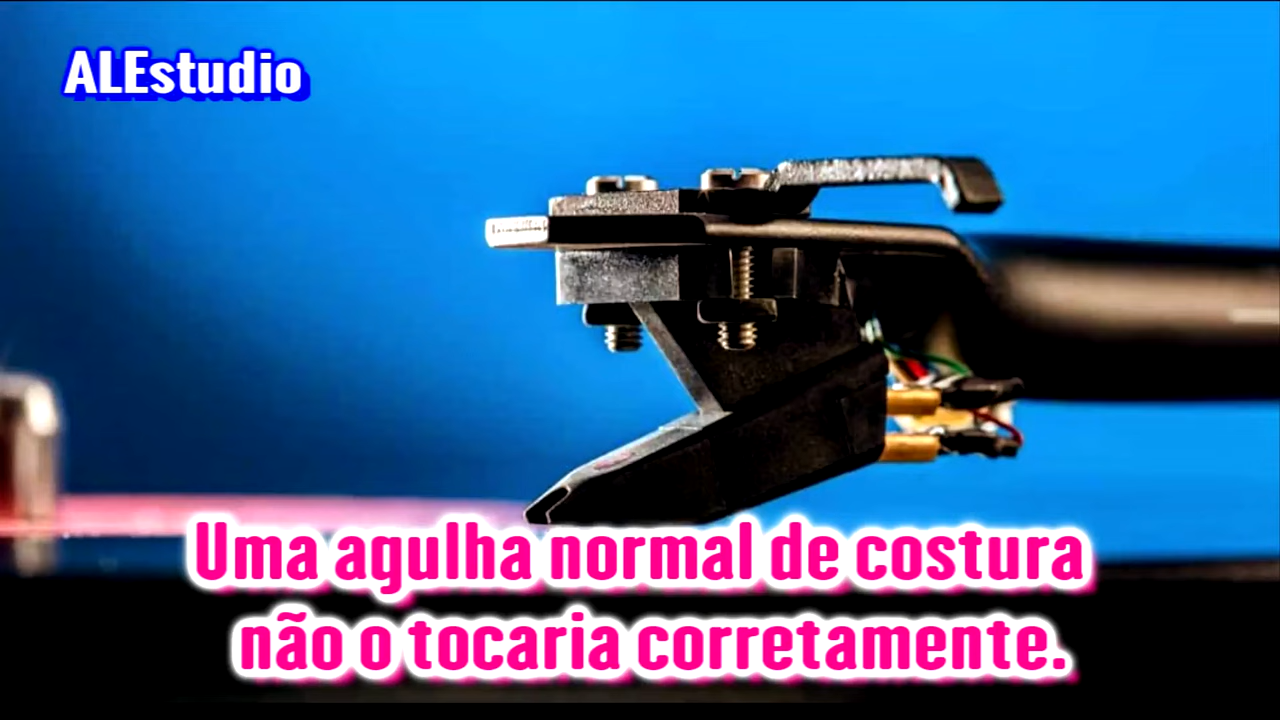 ALEstudio
Uma agulha normal de costura
não o tocaria corretamente.